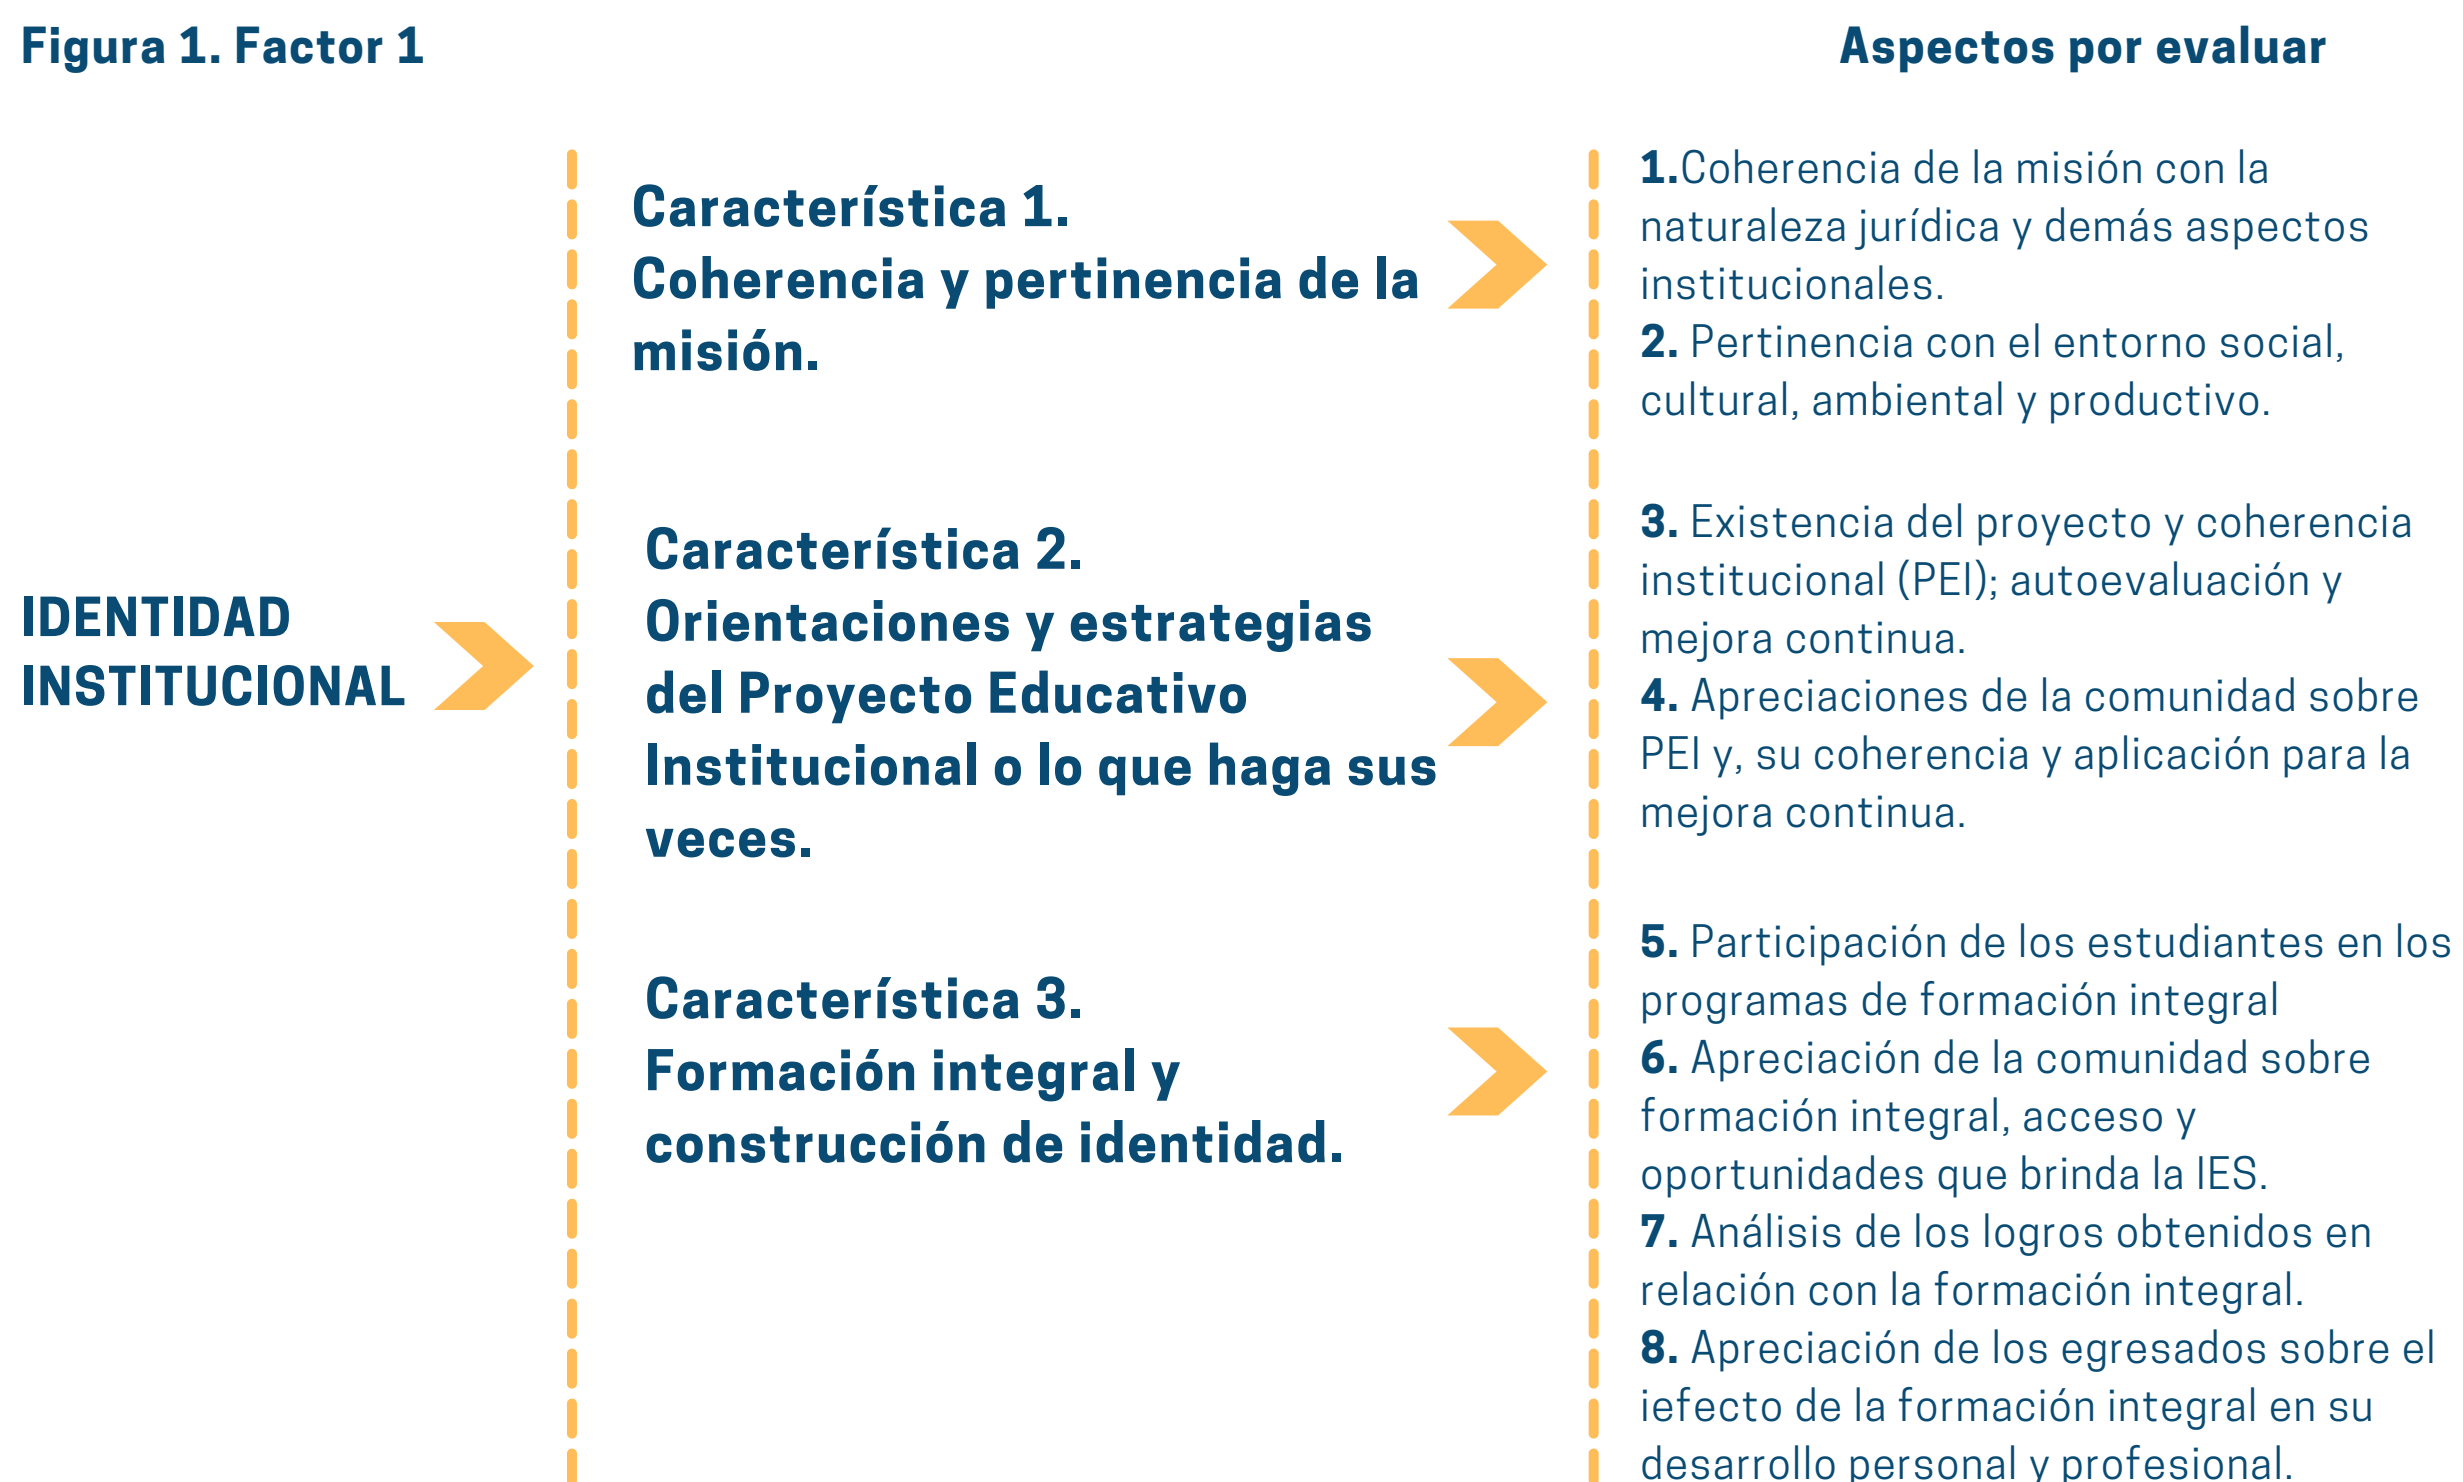 Figura 1. Factor 1
Aspectos por evaluar
IDENTIDAD
INSTITUCIONAL
Característica 1.
Coherencia y pertinencia de la
misión.
1.Coherencia de la misión con la
naturaleza jurídica y demás aspectos
institucionales.
2. Pertinencia con el entorno social,
cultural, ambiental y productivo.
Característica 2.
Orientaciones y estrategias
del Proyecto Educativo
Institucional o lo que haga sus
veces.
3. Existencia del proyecto y coherencia
institucional (PEI); autoevaluación y
mejora continua.
4. Apreciaciones de la comunidad sobre
PEI y, su coherencia y aplicación para la
mejora continua.
Característica 3.
Formación integral y
construcción de identidad.
5. Participación de los estudiantes en los
programas de formación integral
6. Apreciación de la comunidad sobre
formación integral, acceso y
oportunidades que brinda la IES.
7. Análisis de los logros obtenidos en
relación con la formación integral.
8. Apreciación de los egresados sobre el
iefecto de la formación integral en su
desarrollo personal y profesional.